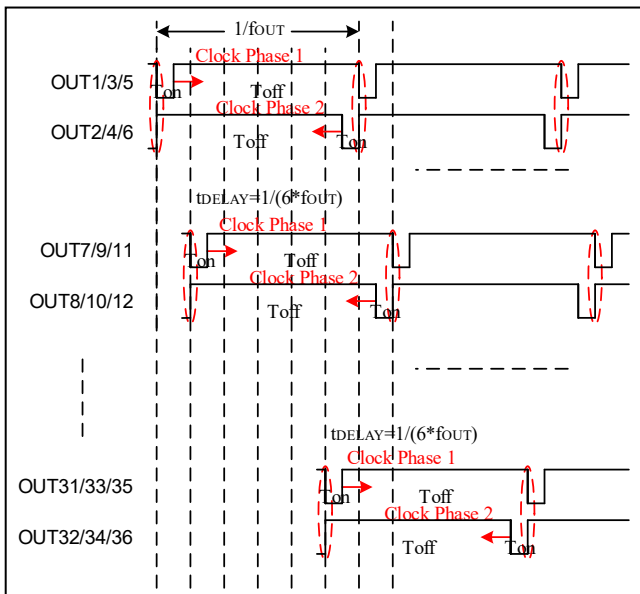 1/fOUT
Clock Phase 1
OUT1/3/5
Ton
Toff
Clock Phase 2
OUT2/4/6
Toff
Ton
tDELAY=1/(6*fOUT)
Clock Phase 1
OUT7/9/11
Ton
Toff
Clock Phase 2
OUT8/10/12
Toff
Ton
tDELAY=1/(6*fOUT)
Clock Phase 1
OUT31/33/35
Ton
Toff
Clock Phase 2
OUT32/34/36
Toff
Ton